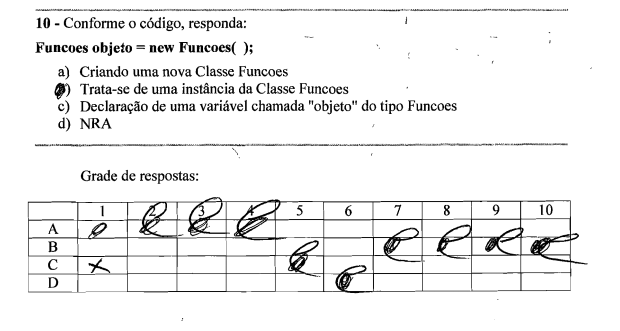 10 - Conforme o código, responda:
Funcoes objeto = new Funcoes( );
a) Criando uma nova Classe Funcoes
) Trata-se de uma instância da Classe Funcoes
c) Declaração de uma variável chamada "objeto" do tipo Funcoes
d) NRA
Grade de respostas:
1 2 3 4 5 6 7 8 9 10
A
B
C X
D